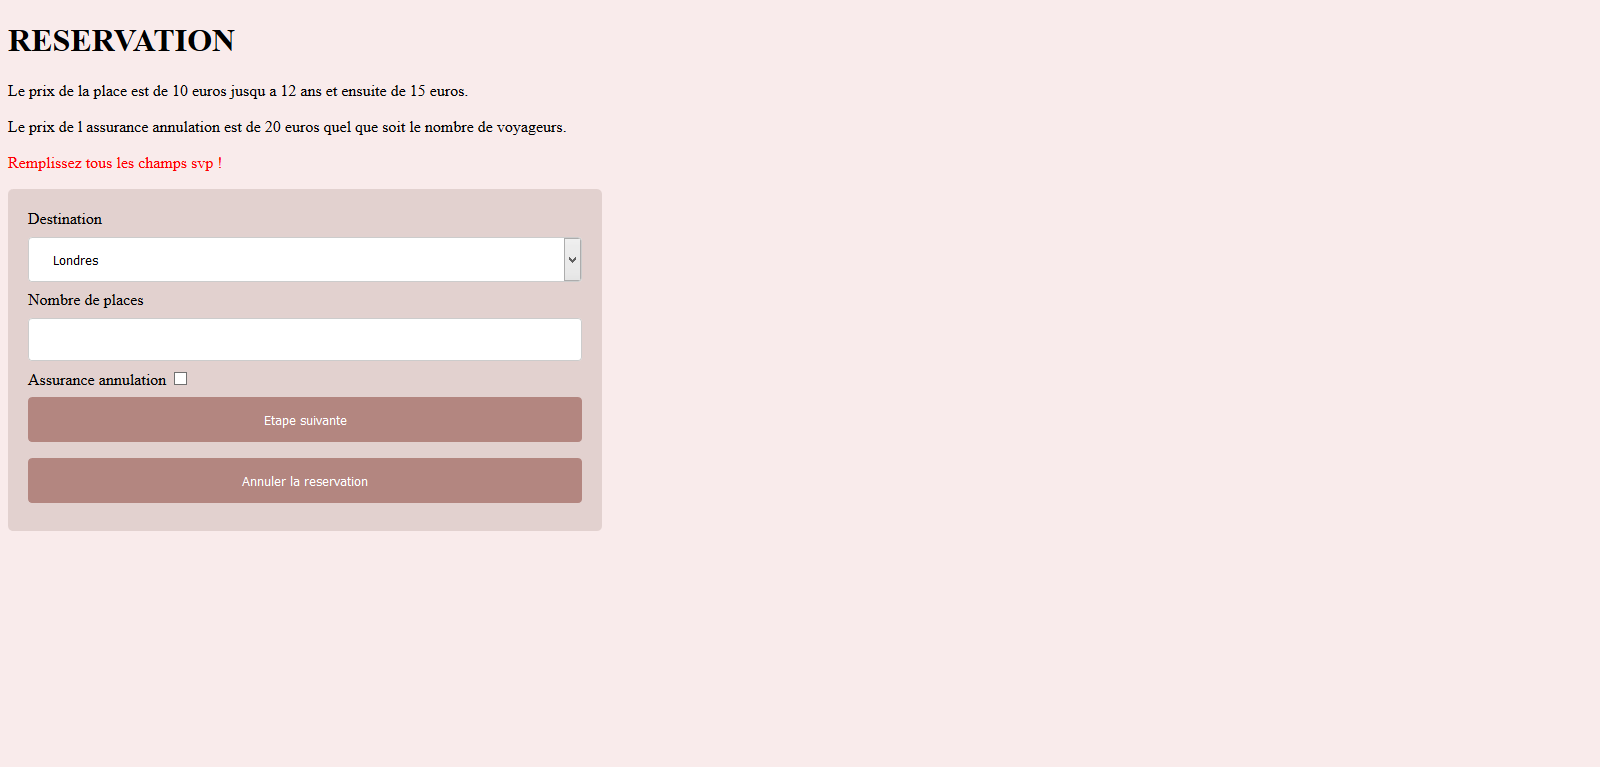 RESERVATION
Le prix de la place est de 10 euros jusqu a 12 ans et ensuite de 15 euros.
Le prix de l assurance annulation est de 20 euros quel que soit le nombre de voyageurs.
Remplissez tous les champs svp !
Destination
Londres
Nombre de places
Assurance annulation
Etape suivante
Annuler la reservation